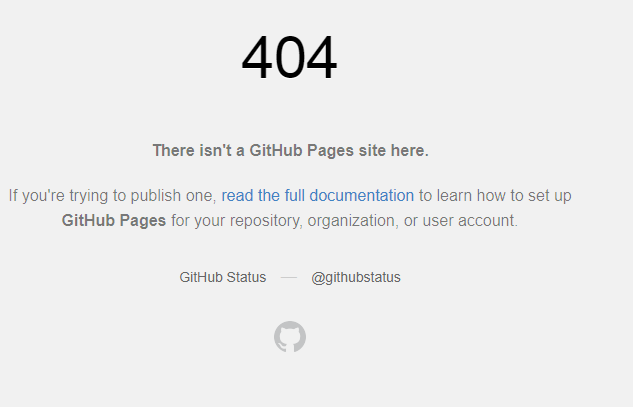 404
There isn't a GitHub Pages site here.
If you're trying to publish one, read the full documentation to learn how to set up
GitHub Pages for your repository, organization, or user account.
GitHub Status — @githubstatus